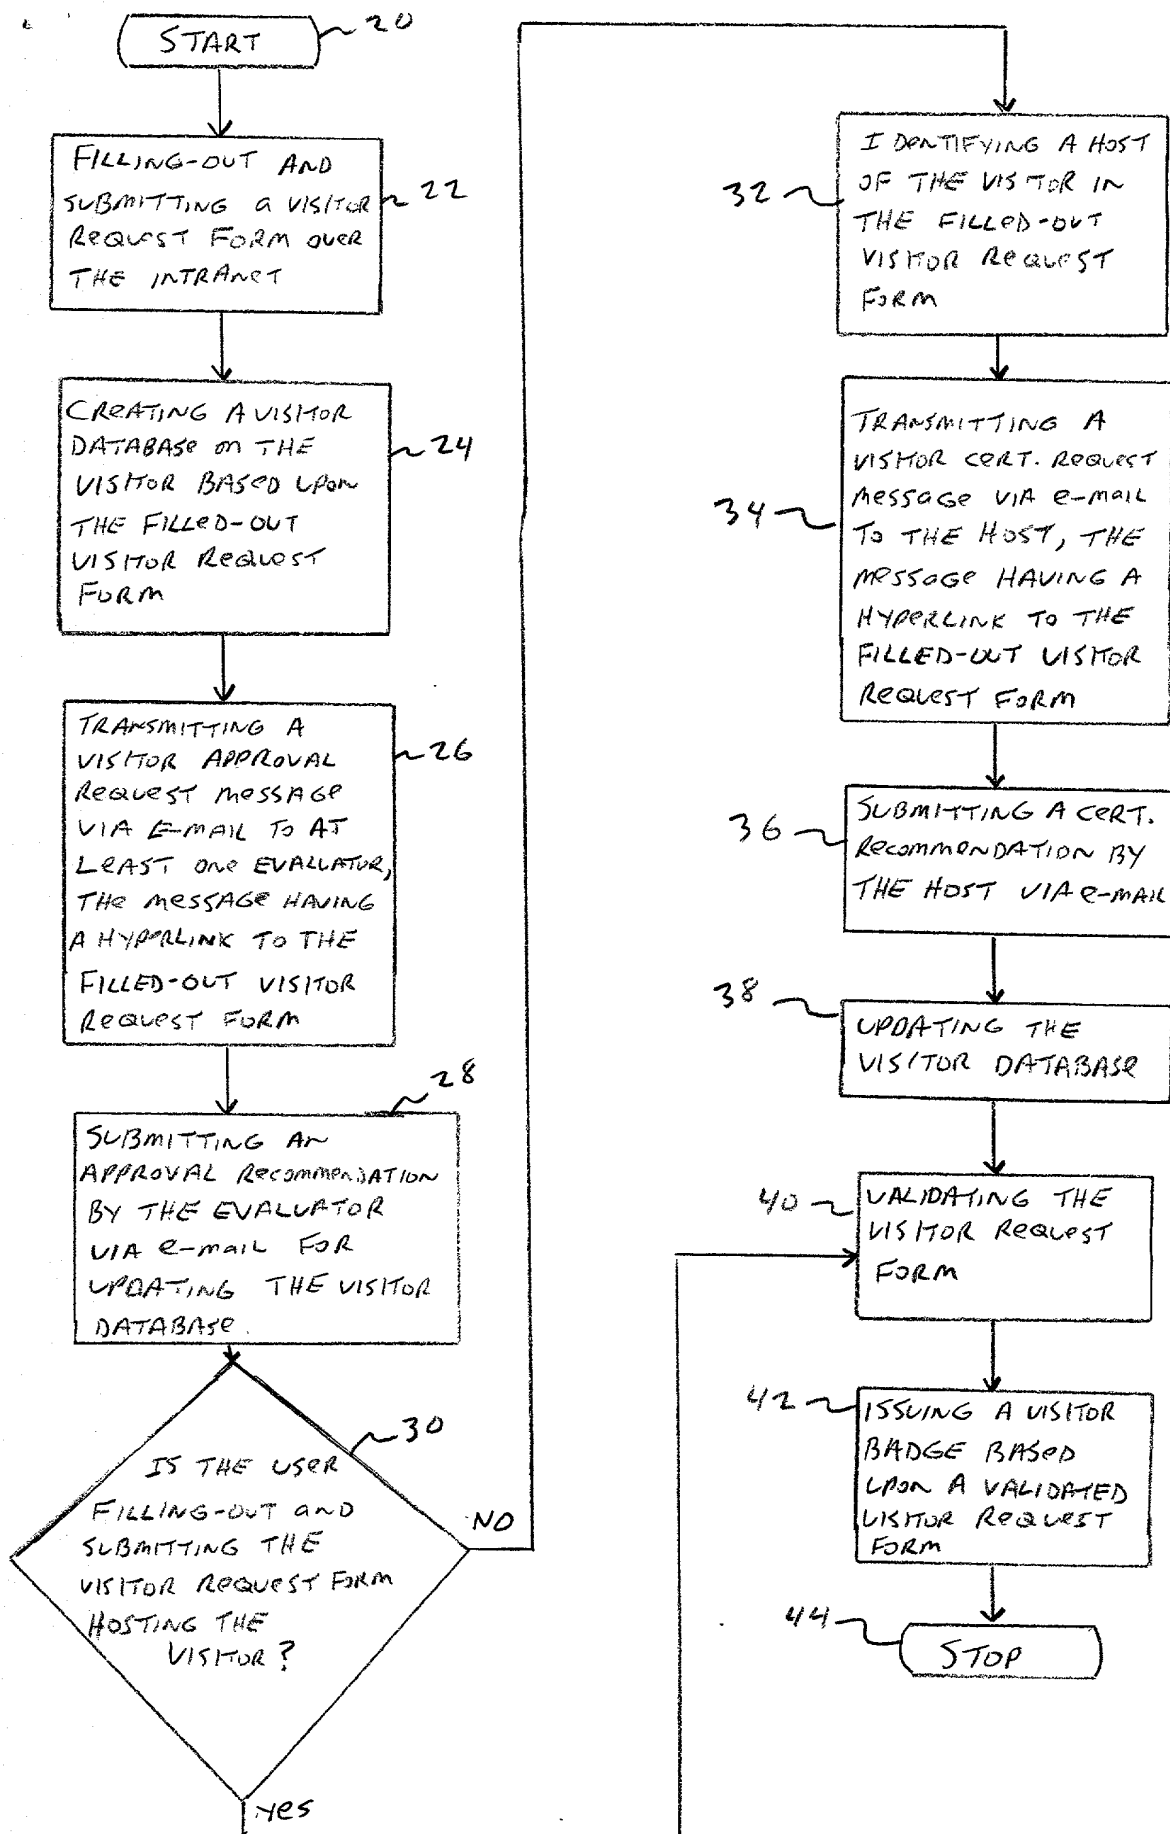 START
20
FILLING-OUT AND
SUBMITTING a VISITOR
REQUEST FORM OVER
THE INTRANET
22
CREATING A VISITOR
DATABASE ON THE
VISITOR BASED UPON
THE FILLED-OUT
VISITOR REQUEST
FORM
24
TRANSMITTING A
VISITOR APPROVAL
REQUEST MESSAGE
VIA E-MAIL TO AT
LEAST ONE EVALUATOR,
THE MESSAGE HAVING
A HYPERLINK TO THE
FILLED-OUT VISITOR
REQUEST FORM
26
28
SUBMITTING AN
APPROVAL RECOMMENDATION
BY THE EVALUATOR
VIA e-mail FOR
UPDATING THE VISITOR
DATABASE.
30
IS THE USER
FILLING-OUT and
SUBMITTING THE
VISITOR REQUEST FORM
HOSTING THE
VISITOR?
NO
yes
32
IDENTIFYING A HOST
OF THE VISITOR IN
THE FILLED-OUT
VISITOR REQUEST
FORM
34
TRANSMITTING A
VISITOR CERT. REQUEST
MESSAGE VIA e-MAIL
TO THE HOST, THE
MESSAGE HAVING A
HYPERLINK TO THE
FILLED-OUT VISITOR
REQUEST FORM
36
SUBMITTING A CERT.
RECOMMENDATION BY
THE HOST VIA e-MAIL
38
UPDATING THE
VISITOR DATABASE
40
VALIDATING THE
VISITOR REQUEST
FORM
42
ISSUING A VISITOR
BADGE BASED
UPON A VALIDATED
VISITOR REQUEST
FORM
44
STOP